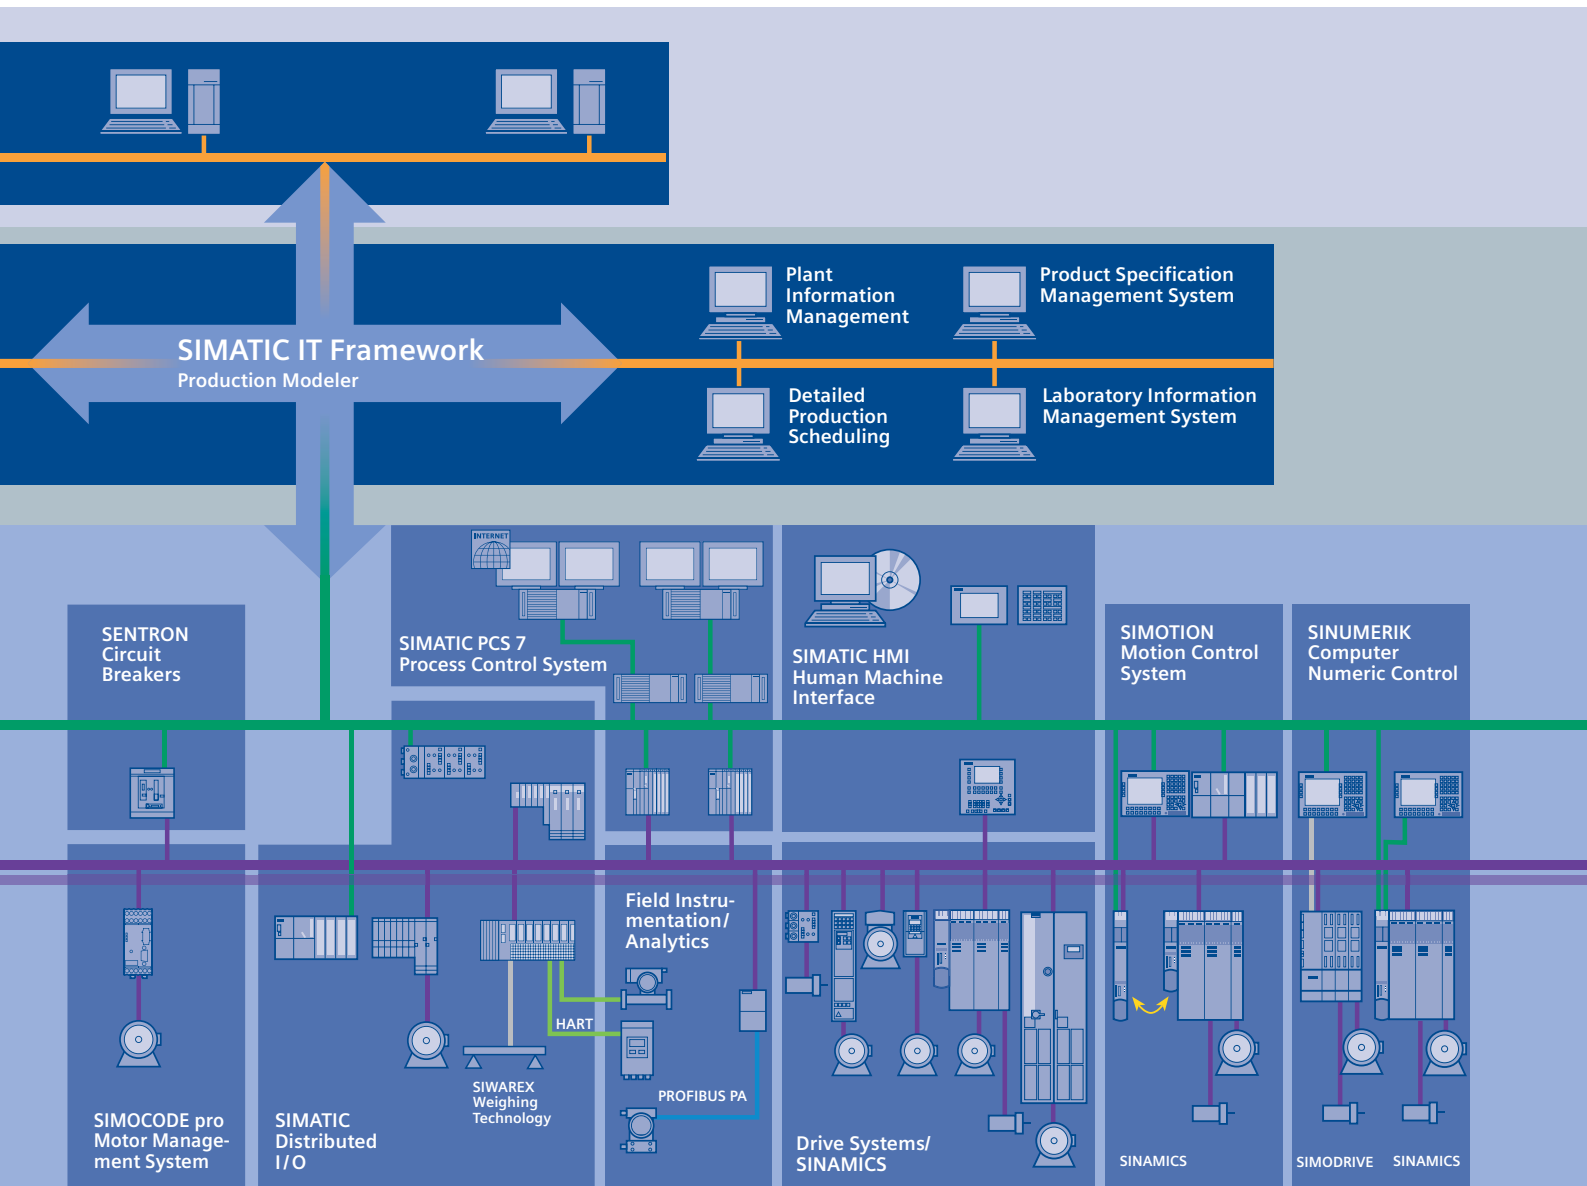 Plant
Information
Management
Product Specification
Management System
SIMATIC IT Framework
Production Modeler
Detailed
Production
Scheduling
Laboratory Information
Management System
INTERNET
SENTRON
Circuit
Breakers
SIMATIC PCS 7
Process Control System
SIMATIC HMI
Human Machine
Interface
SIMOTION
Motion Control
System
SINUMERIK
Computer
Numeric Control
Field Instru-
mentation/
Analytics
HART
SIWAREX
Weighing
Technology
PROFIBUS PA
SIMOCODE pro
Motor Manage-
ment System
SIMATIC
Distributed
I/O
Drive Systems/
SINAMICS
SINAMICS
SIMODRIVE
SINAMICS